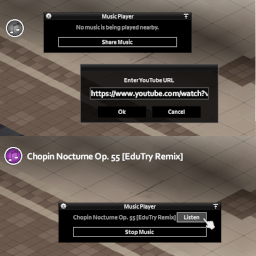 Music Player
No music is being played nearby.
Share Music
Enter YouTube URL
https://www.youtube.com/watch?v
Ok Cancel
Chopin Nocturne Op. 55 [EduTry Remix]
Music Player
Chopin Nocturne Op. 55 [EduTry Remix] Listen
Stop Music